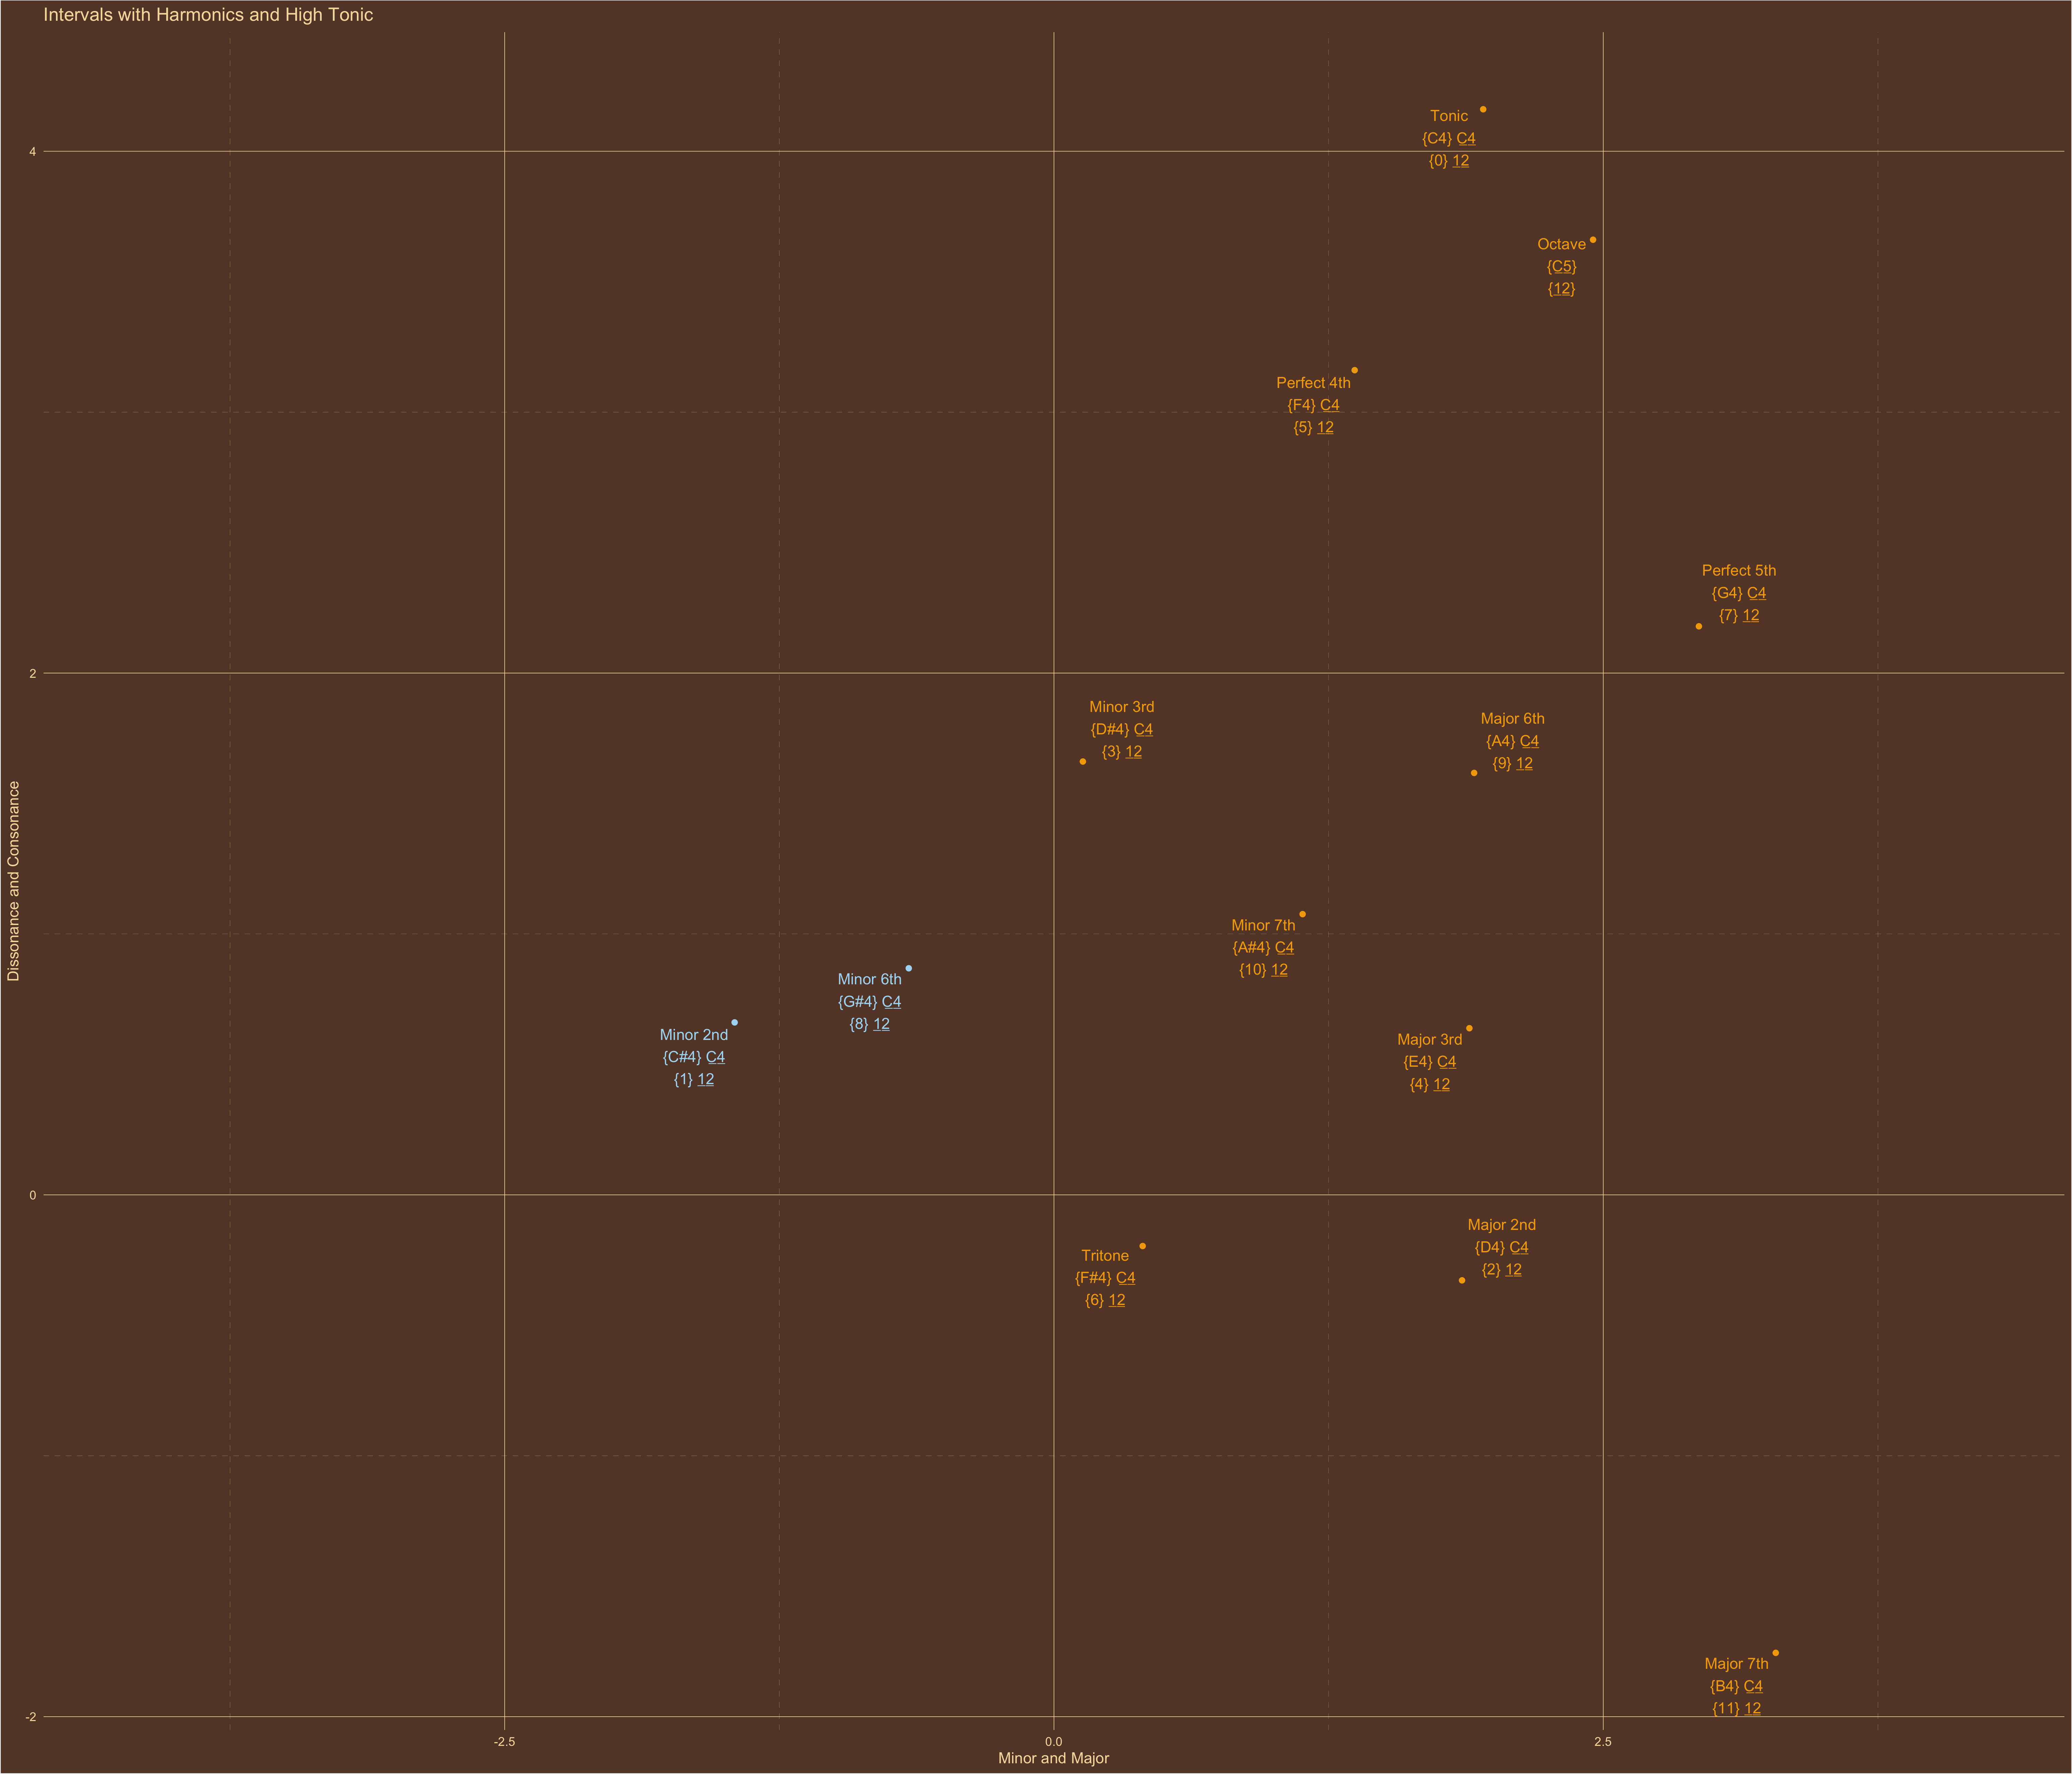 Intervals with Harmonics and High Tonic
Tonic
{C4} C4
{0} 12
4
Octave
{C5}
{12}
Perfect 4th
{F4} C4
{5} 12
Perfect 5th
{G4} C4
{7} 12
2
Minor 3rd
{D#4} C4
{3} 12
Major 6th
{A4} C4
{9} 12
Dissonance and Consonance
Minor 7th
{A#4} C4
{10} 12
Minor 6th
{G#4} C4
{8} 12
Minor 2nd
{C#4} C4
{1} 12
Major 3rd
{E4} C4
{4} 12
0
Major 2nd
{D4} C4
{2} 12
Tritone
{F#4} C4
{6} 12
Major 7th
{B4} C4
{11} 12
-2
-2.5
0.0
2.5
Minor and Major